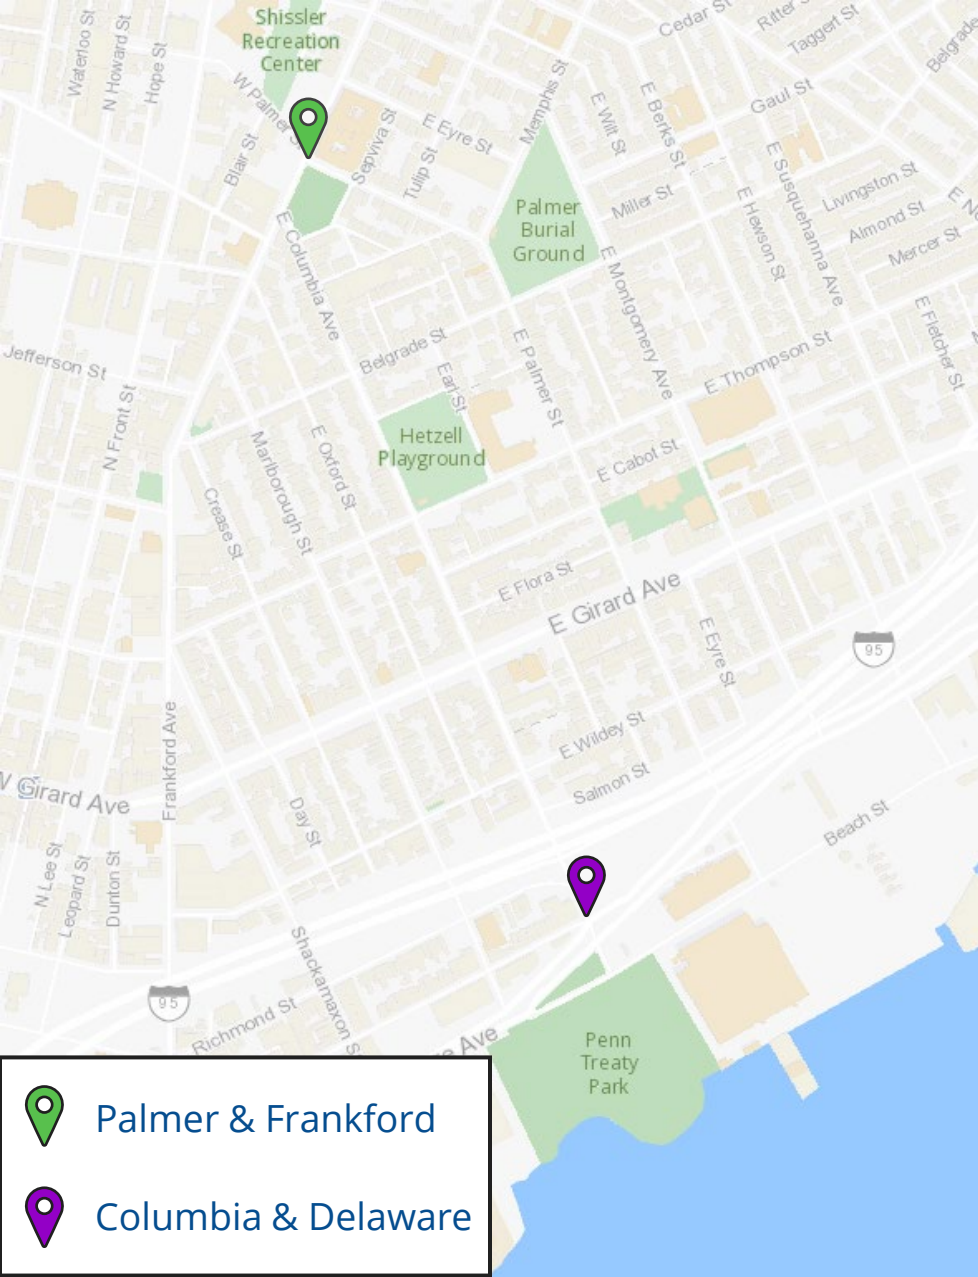 Shissler
Recreation
Center
Cedar St
Ritter S
Taggert St
Belgrade
Waterloo St
N Howard St
Hope St
W Palmer S
Memphis St
E Wilt St
E Berks St
Gaul St
Blair St
Sepviva St
E Eyre St
Tulip St
E Susquehanna Ave
Livingston St
Miller St
E Hewson St
Almond St
Mercer St
Palmer
Burial
Ground
E Columbia Ave
E Montgomery Ave
E Fletcher St
Jefferson St
Belgrade St
Earl St
E Palmer St
E Thompson St
N Front St
Hetzell
Playground
E Oxford St
Marlborough St
Crease St
E Cabot St
E Flora St
E Girard Ave
E Eyre St
95
Frankford Ave
E Wildey St
Salmon St
W Girard Ave
Day St
Beach St
N Lee St
Leopard St
Dunton St
Shackamaxon S
95
Richmond St
e Ave
Penn
Treaty
Park
Palmer & Frankford
Columbia & Delaware